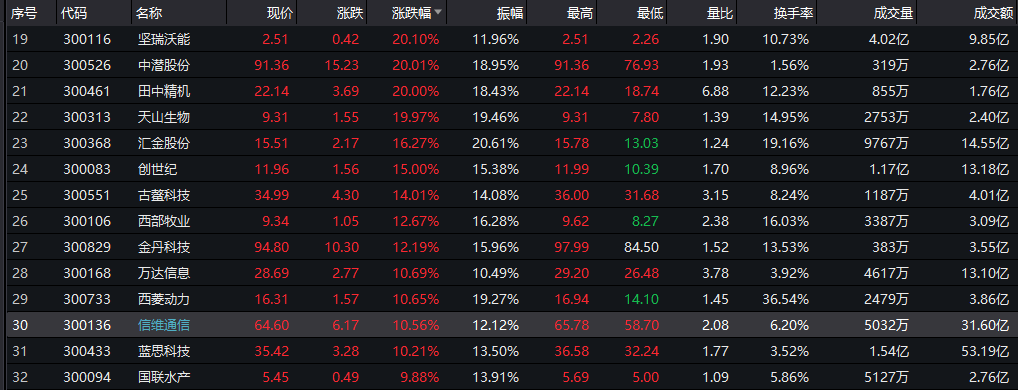 序号 代码 名称 现价 涨跌 涨跌幅 振幅 最高 最低 量比 换手率 成交量 成交额
19 300116 坚瑞沃能 2.51 0.42 20.10% 11.96% 2.51 2.26 1.90 10.73% 4.02亿 9.85亿
20 300526 中潜股份 91.36 15.23 20.01% 18.95% 91.36 76.93 1.93 1.56% 319万 2.76亿
21 300461 田中精机 22.14 3.69 20.00% 18.43% 22.14 18.74 6.88 12.23% 855万 1.76亿
22 300313 天山生物 9.31 1.55 19.97% 19.46% 9.31 7.80 1.39 14.95% 2753万 2.40亿
23 300368 汇金股份 15.51 2.17 16.27% 20.61% 15.78 13.03 1.24 19.16% 9767万 14.55亿
24 300083 创世纪 11.96 1.56 15.00% 15.38% 11.99 10.39 1.70 8.96% 1.17亿 13.18亿
25 300551 古鳌科技 34.99 4.30 14.01% 14.08% 36.00 31.68 3.15 8.24% 1187万 4.01亿
26 300106 西部牧业 9.34 1.05 12.67% 16.28% 9.62 8.27 2.38 16.03% 3387万 3.09亿
27 300829 金丹科技 94.80 10.30 12.19% 15.96% 97.99 84.50 1.52 13.53% 383万 3.55亿
28 300168 万达信息 28.69 2.77 10.69% 10.49% 29.20 26.48 3.78 3.92% 4617万 13.10亿
29 300733 西菱动力 16.31 1.57 10.65% 19.27% 16.94 14.10 1.45 36.54% 2479万 3.86亿
30 300136 信维通信 64.60 6.17 10.56% 12.12% 65.78 58.70 2.08 6.20% 5032万 31.60亿
31 300433 蓝思科技 35.42 3.28 10.21% 13.50% 36.58 32.24 1.77 3.52% 1.54亿 53.19亿
32 300094 国联水产 5.45 0.49 9.88% 13.91% 5.69 5.00 1.09 5.86% 5127万 2.76亿